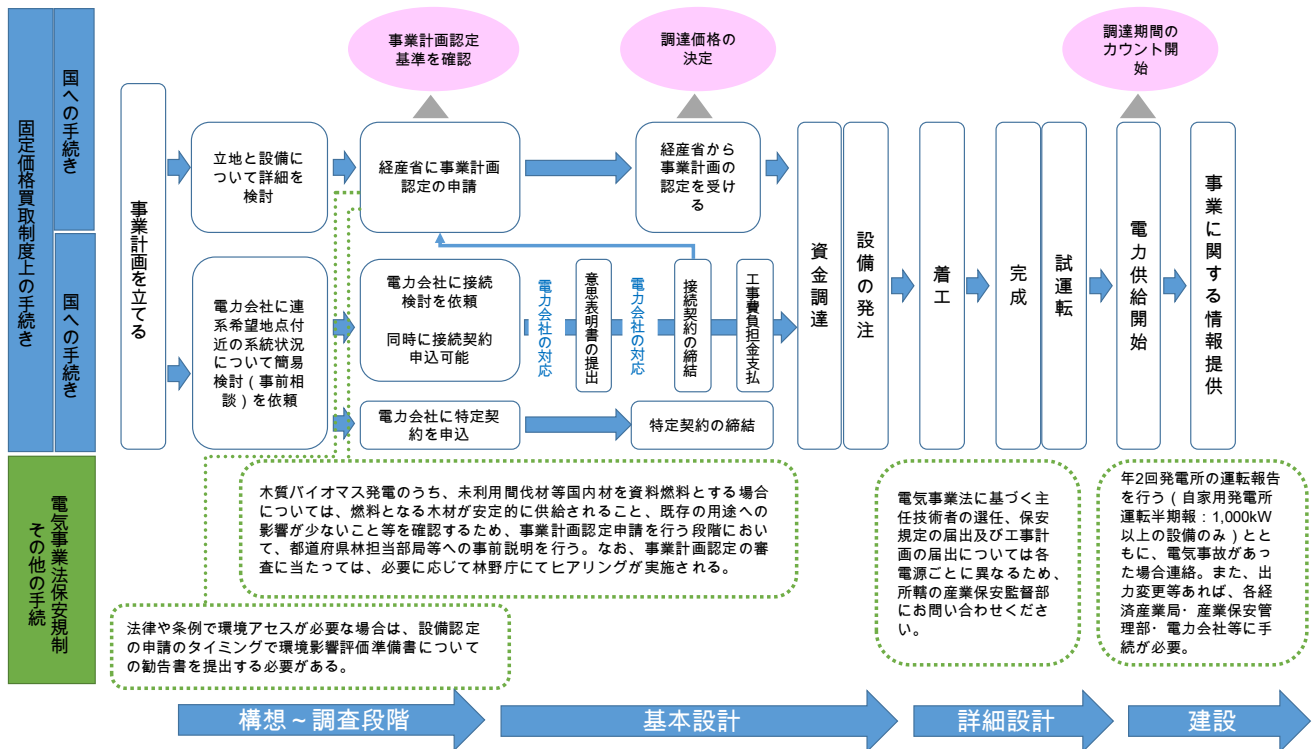 事業計画認定
基準を確認
調達価格の
決定
調達期間の
カウント開
始
固定価格買取制度上の手続き
国への手続き
国への手続き
事業計画を立てる
立地と設備に
ついて詳細を
検討
経産省に事業計画
認定の申請
経産省から
事業計画の
認定を受け
る
電力会社に連
系希望地点付
近の系統状況
について簡易
検討(事前相
談)を依頼
電力会社に接続
検討を依頼
同時に接続契約
申込可能
電力会社の対応
意思表明書の提出
電力会社の対応
接続契約の締結
工事費負担金支払
電力会社に特定契
約を申込
特定契約の締結
資金調達
設備の発注
着工
完成
試運転
電力供給開始
事業に関する情報提供
電気事業法保安規制
その他の手続
木質バイオマス発電のうち、未利用間伐材等国内材を資料燃料とする場合
については、燃料となる木材が安定的に供給されること、既存の用途への
影響が少ないこと等を確認するため、事業計画認定申請を行う段階におい
て、都道府県林担当部局等への事前説明を行う。なお、事業計画認定の審
査に当たっては、必要に応じて林野庁にてヒアリングが実施される。
法律や条例で環境アセスが必要な場合は、設備認定
の申請のタイミングで環境影響評価準備書について
の勧告書を提出する必要がある。
電気事業法に基づく主
任技術者の選任、保安
規定の届出及び工事計
画の届出については各
電源ごとに異なるため、
所轄の産業保安監督部
にお問い合わせくださ
い。
年2回発電所の運転報告
を行う(自家用発電所
運転半期報:1,000kW
以上の設備のみ)とと
もに、電気事故があっ
た場合連絡。また、出
力変更等あれば、各経
済産業局・産業保安管
理部・電力会社等に手
続が必要。
構想~調査段階
基本設計
詳細設計
建設